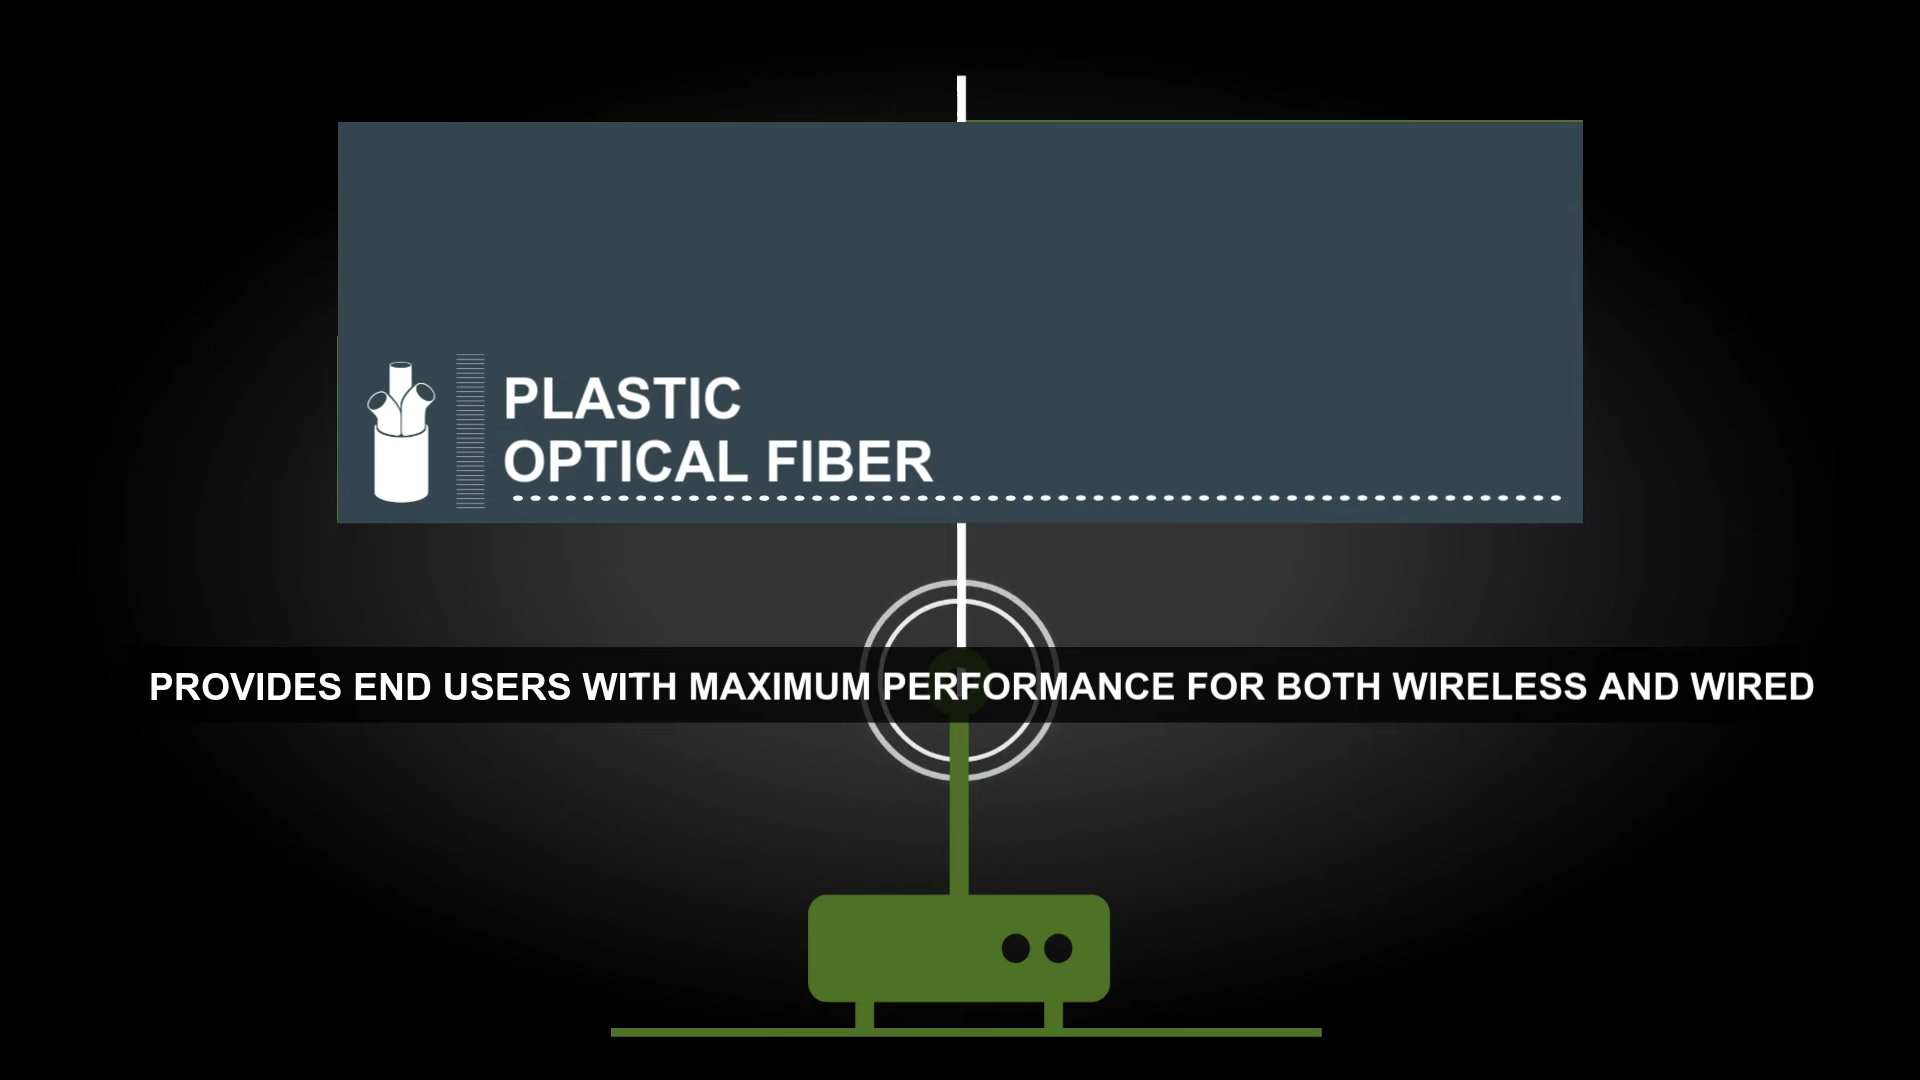 PLASTIC
OPTICAL FIBER
PROVIDES END USERS WITH MAXIMUM PERFORMANCE FOR BOTH WIRELESS AND WIRED